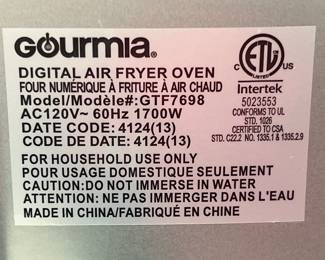 Gourmia
DIGITAL AIR FRYER OVEN
FOUR NUMÉRIQUE À FRITURE À AIR CHAUD
Model/Modèle#:GTF7698
AC120V~ 60Hz 1700W
DATE CODE: 4124(13)
CODE DE DATE: 4124(13)
FOR HOUSEHOLD USE ONLY
POUR USAGE DOMESTIQUE SEULEMENT
CAUTION: DO NOT IMMERSE IN WATER
ATTENTION: NE PAS IMMERGER DANS L'EAU
MADE IN CHINA/FABRIQUÉ EN CHINE
C ETL US
LISTED
Intertek
5023553
CONFORMS TO UL
STD. 1026
CERTIFIED TO CSA
STD. C22.2 NO. 1335,1 & 1335.2.9